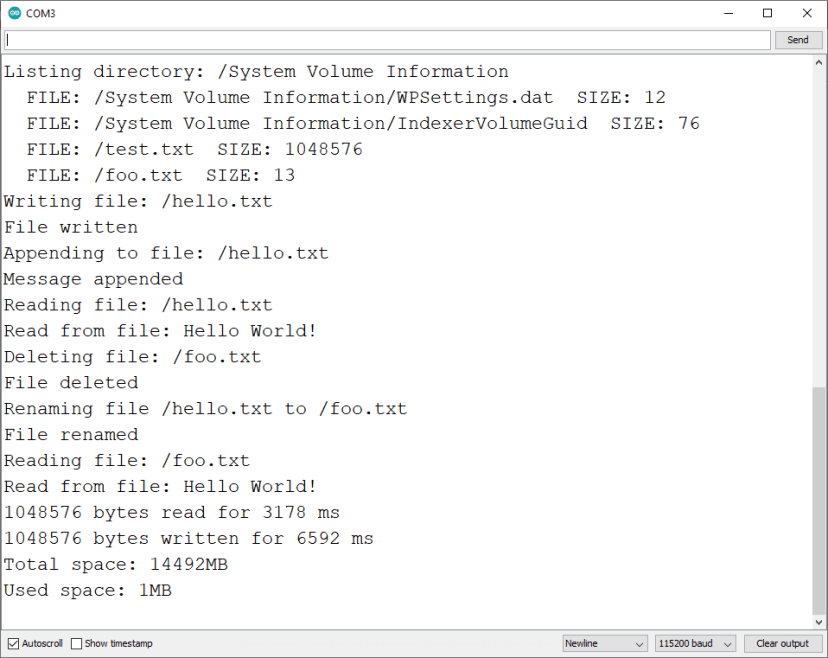 COM3
Send
Listing directory: /System Volume Information
  FILE: /System Volume Information/WPSettings.dat  SIZE: 12
  FILE: /System Volume Information/IndexerVolumeGuid  SIZE: 76
  FILE: /test.txt  SIZE: 1048576
  FILE: /foo.txt  SIZE: 13
Writing file: /hello.txt
File written
Appending to file: /hello.txt
Message appended
Reading file: /hello.txt
Read from file: Hello World!
Deleting file: /foo.txt
File deleted
Renaming file /hello.txt to /foo.txt
File renamed
Reading file: /foo.txt
Read from file: Hello World!
1048576 bytes read for 3178 ms
1048576 bytes written for 6592 ms
Total space: 14492MB
Used space: 1MB
Autoscroll Show timestamp Newline 115200 baud Clear output